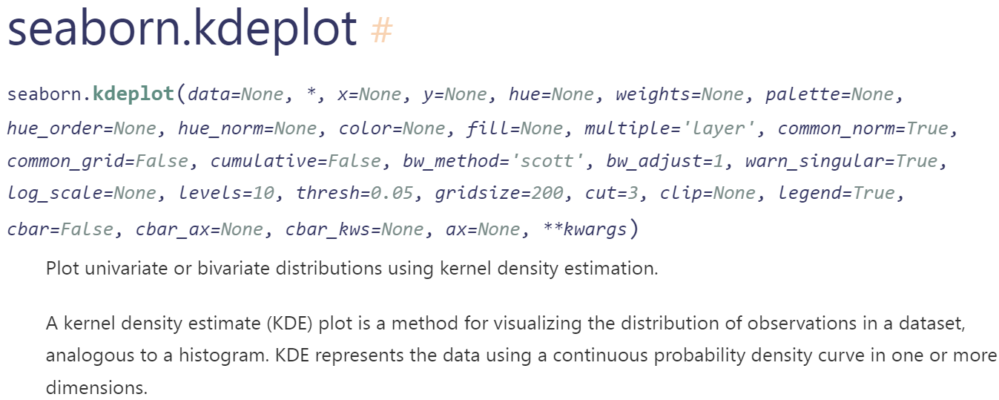 seaborn.kdeplot #
seaborn.kdeplot(data=None, *, x=None, y=None, hue=None, weights=None, palette=None,
hue_order=None, hue_norm=None, color=None, fill=None, multiple='layer', common_norm=True,
common_grid=False, cumulative=False, bw_method='scott', bw_adjust=1, warn_singular=True,
log_scale=None, levels=10, thresh=0.05, gridsize=200, cut=3, clip=None, legend=True,
cbar=False, cbar_ax=None, cbar_kws=None, ax=None, **kwargs)
Plot univariate or bivariate distributions using kernel density estimation.
A kernel density estimate (KDE) plot is a method for visualizing the distribution of observations in a dataset,
analogous to a histogram. KDE represents the data using a continuous probability density curve in one or more
dimensions.